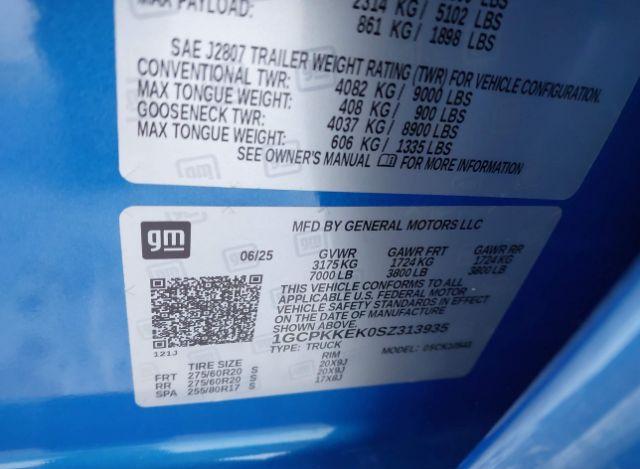 MAX PAYLOAD:
2314 KG / 5102 LBS
861 KG / 1898 LBS
SAE J2807 TRAILER WEIGHT RATING (TWR) FOR VEHICLE CONFIGURATION.
CONVENTIONAL TWR: 4082 KG / 9000 LBS
MAX TONGUE WEIGHT: 408 KG / 900 LBS
GOOSENECK TWR: 4037 KG / 8900 LBS
MAX TONGUE WEIGHT: 606 KG / 1335 LBS
SEE OWNER'S MANUAL FOR MORE INFORMATION
gm
MFD BY GENERAL MOTORS LLC
06/25 GVWR GAWR FRT GAWR RR
3175 KG 1724 KG 1724 KG
7000 LB 3800 LB 3800 LB
THIS VEHICLE CONFORMS TO ALL
APPLICABLE U.S. FEDERAL MOTOR
VEHICLE SAFETY STANDARDS IN EFFECT
ON THE DATE OF MANUFACTURE
SHOWN ABOVE.
1GCPKKEK0SZ313935
TYPE: TRUCK MODEL:
121J
TIRE SIZE RIM
FRT 275/60R20 S 20X9J
RR 275/60R20 S 20X9J
SPA 255/80R17 S 17X8J